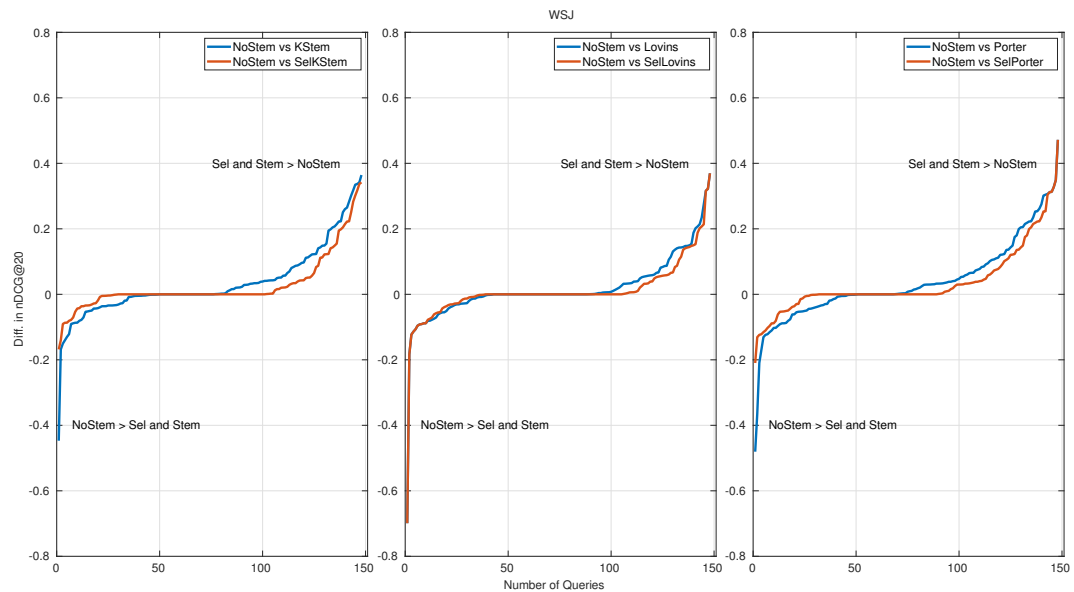 WSJ
Diff. in nDCG@20
0.8
0.6
0.4
0.2
0
-0.2
-0.4
-0.6
-0.8
NoStem vs KStem
NoStem vs SelKStem
Sel and Stem > NoStem
NoStem > Sel and Stem
0 50 100 150
0.8
0.6
0.4
0.2
0
-0.2
-0.4
-0.6
-0.8
NoStem vs Lovins
NoStem vs SelLovins
Sel and Stem > NoStem
NoStem > Sel and Stem
0 50 100 150
0.8
0.6
0.4
0.2
0
-0.2
-0.4
-0.6
-0.8
NoStem vs Porter
NoStem vs SelPorter
Sel and Stem > NoStem
NoStem > Sel and Stem
0 50 100 150
Number of Queries